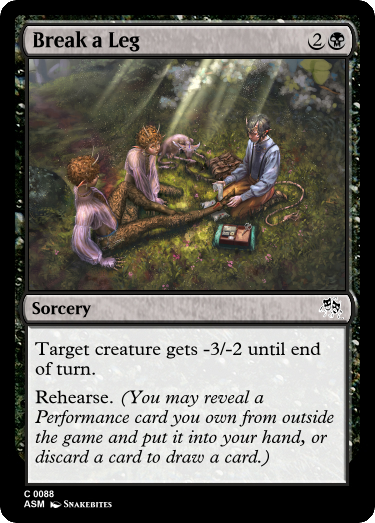 Break a Leg 2
Sorcery
Target creature gets -3/-2 until end
of turn.
Rehearse. (You may reveal a
Performance card you own from outside
the game and put it into your hand, or
discard a card to draw a card.)
C 0088
ASM Snakebites